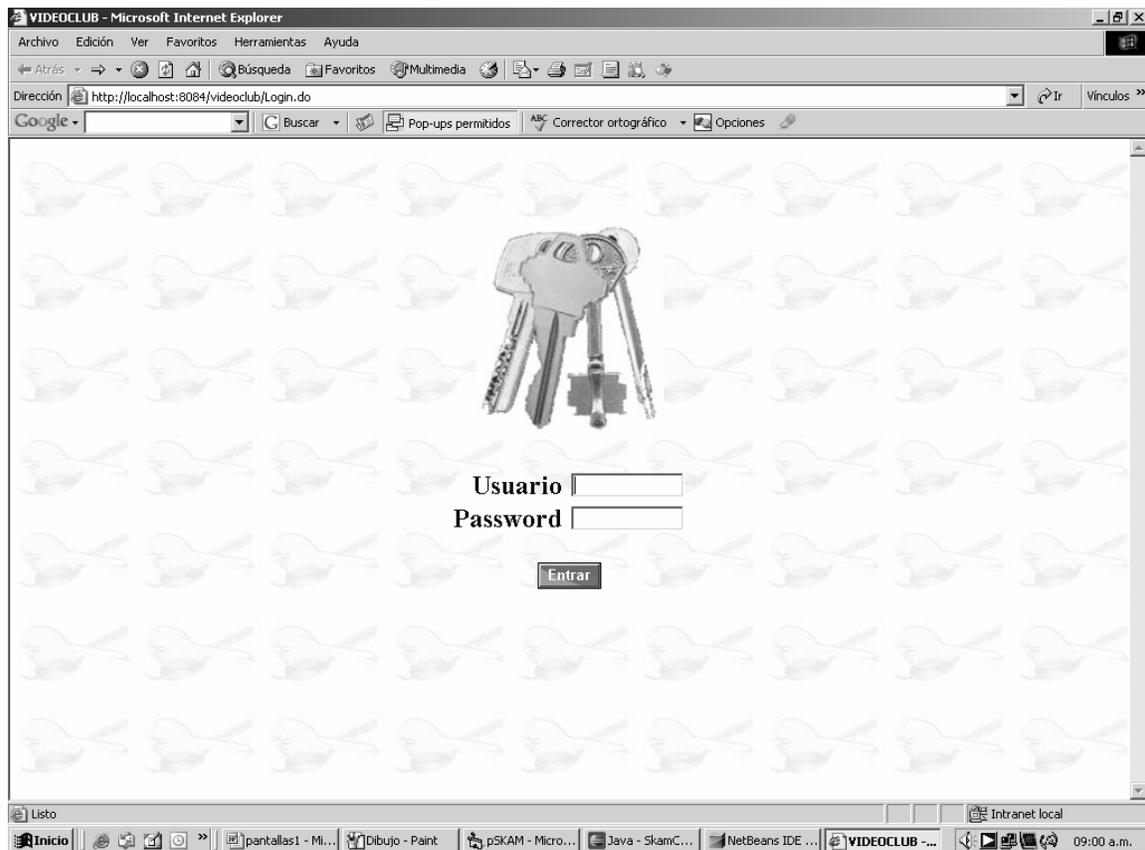 VIDEOCLUB - Microsoft Internet Explorer
Archivo Edición Ver Favoritos Herramientas Ayuda
Atrás Búsqueda Favoritos Multimedia
Dirección http://localhost:8084/videoclub/Login.do Ir Vínculos »
Google Buscar Pop-ups permitidos ABC Corrector ortográfico Opciones
Usuario
Password
Entrar
Listo Intranet local
Inicio » pantallas1 - Mi... Dibujo - Paint pSKAM - Micro... Java - SkamC... NetBeans IDE ... VIDEOCLUB -... 09:00 a.m.